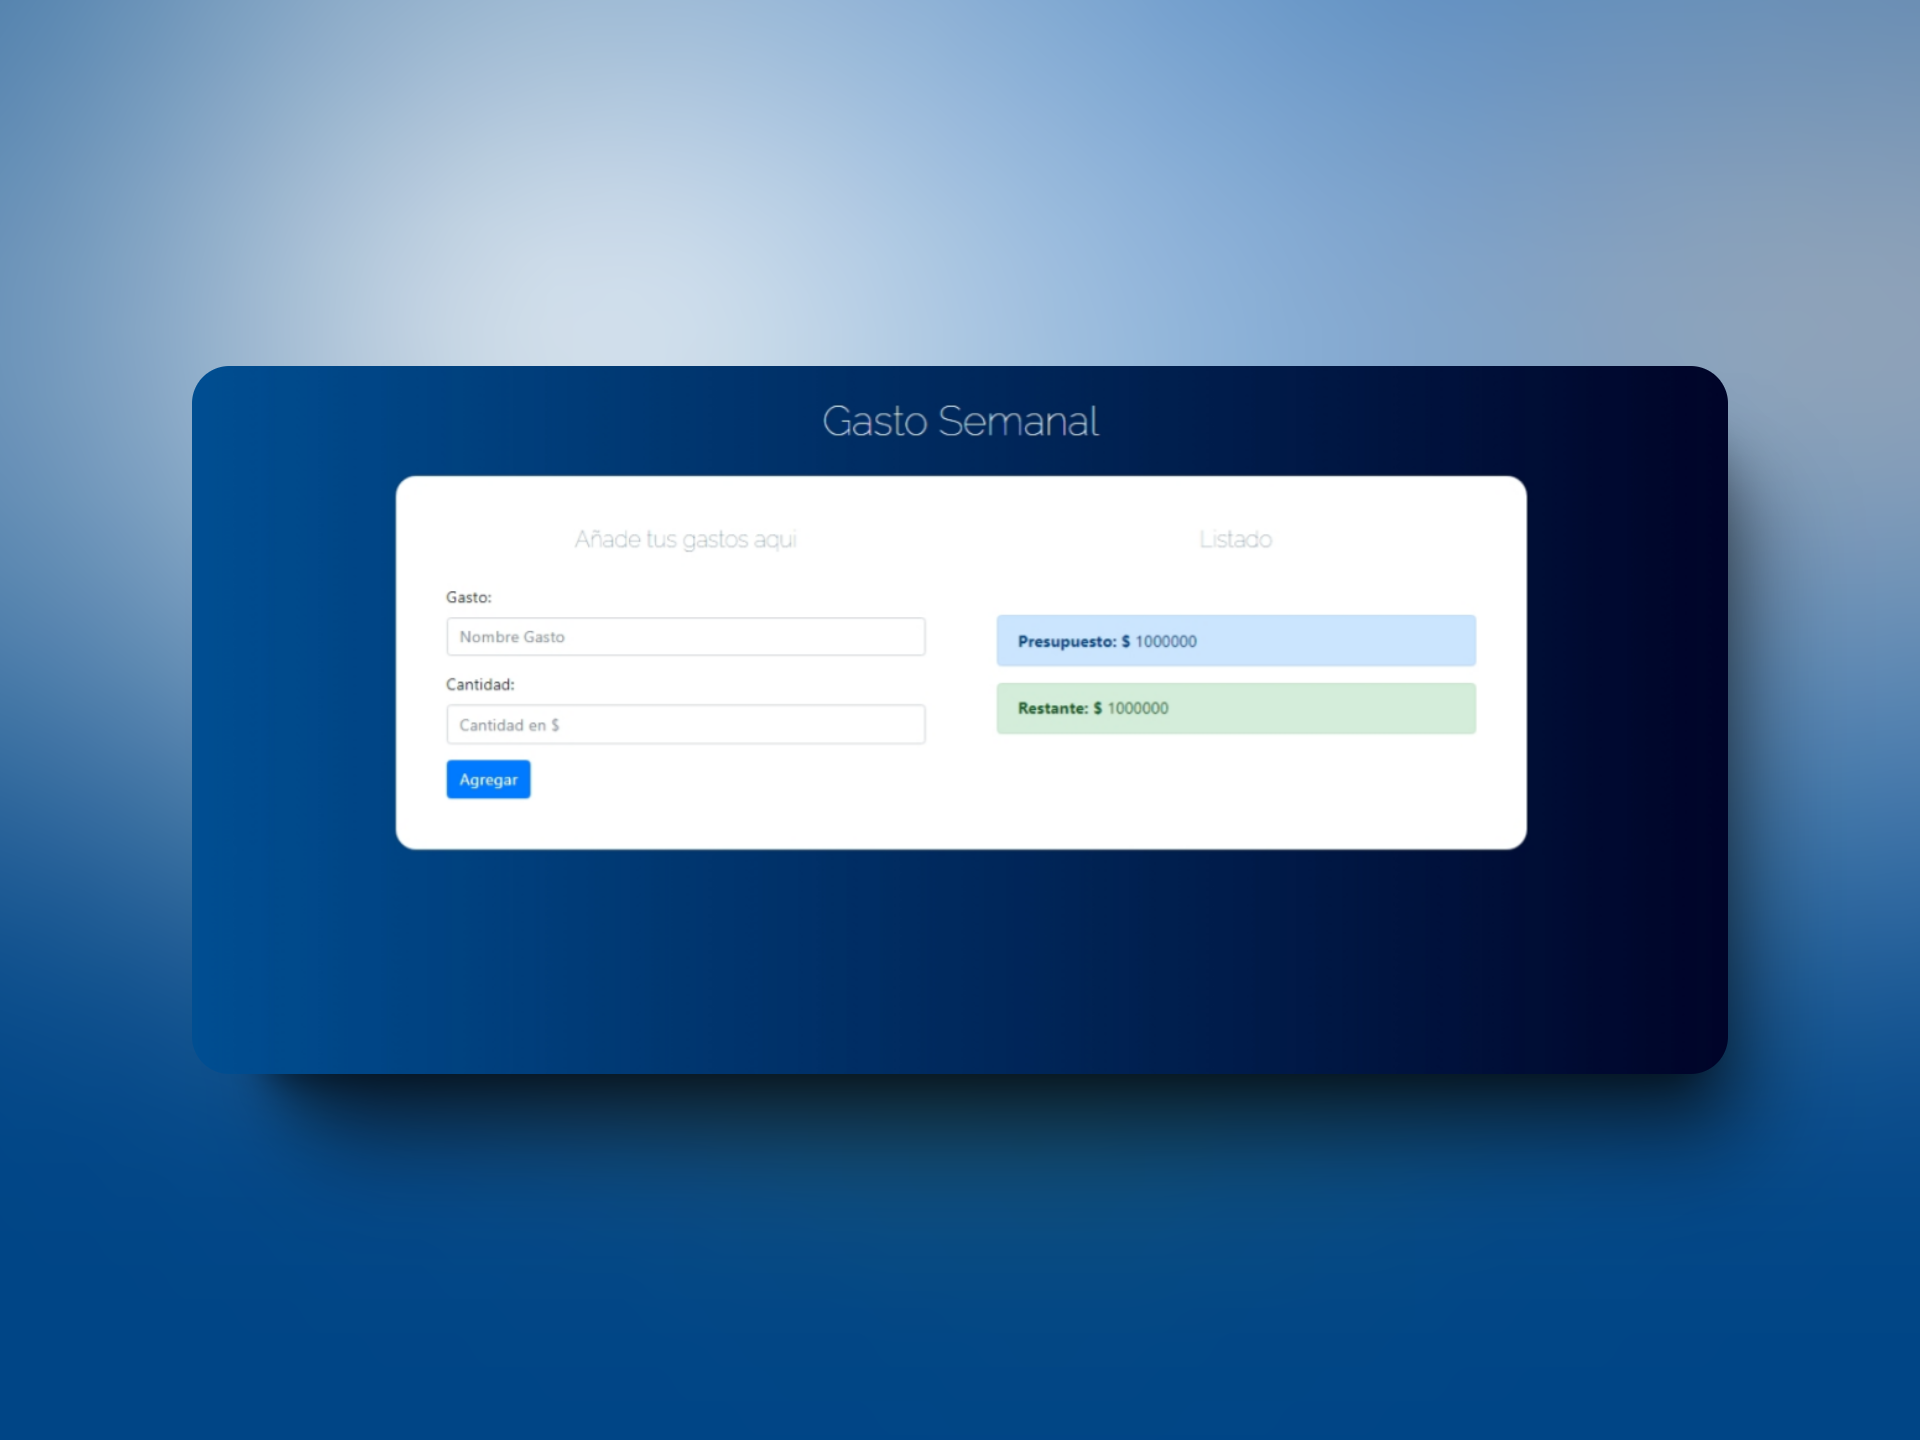 Gasto Semanal
Añade tus gastos aqui
Gasto:
Nombre Gasto
Cantidad:
Cantidad en $
Agregar
Listado
Presupuesto: $ 1000000
Restante: $ 1000000